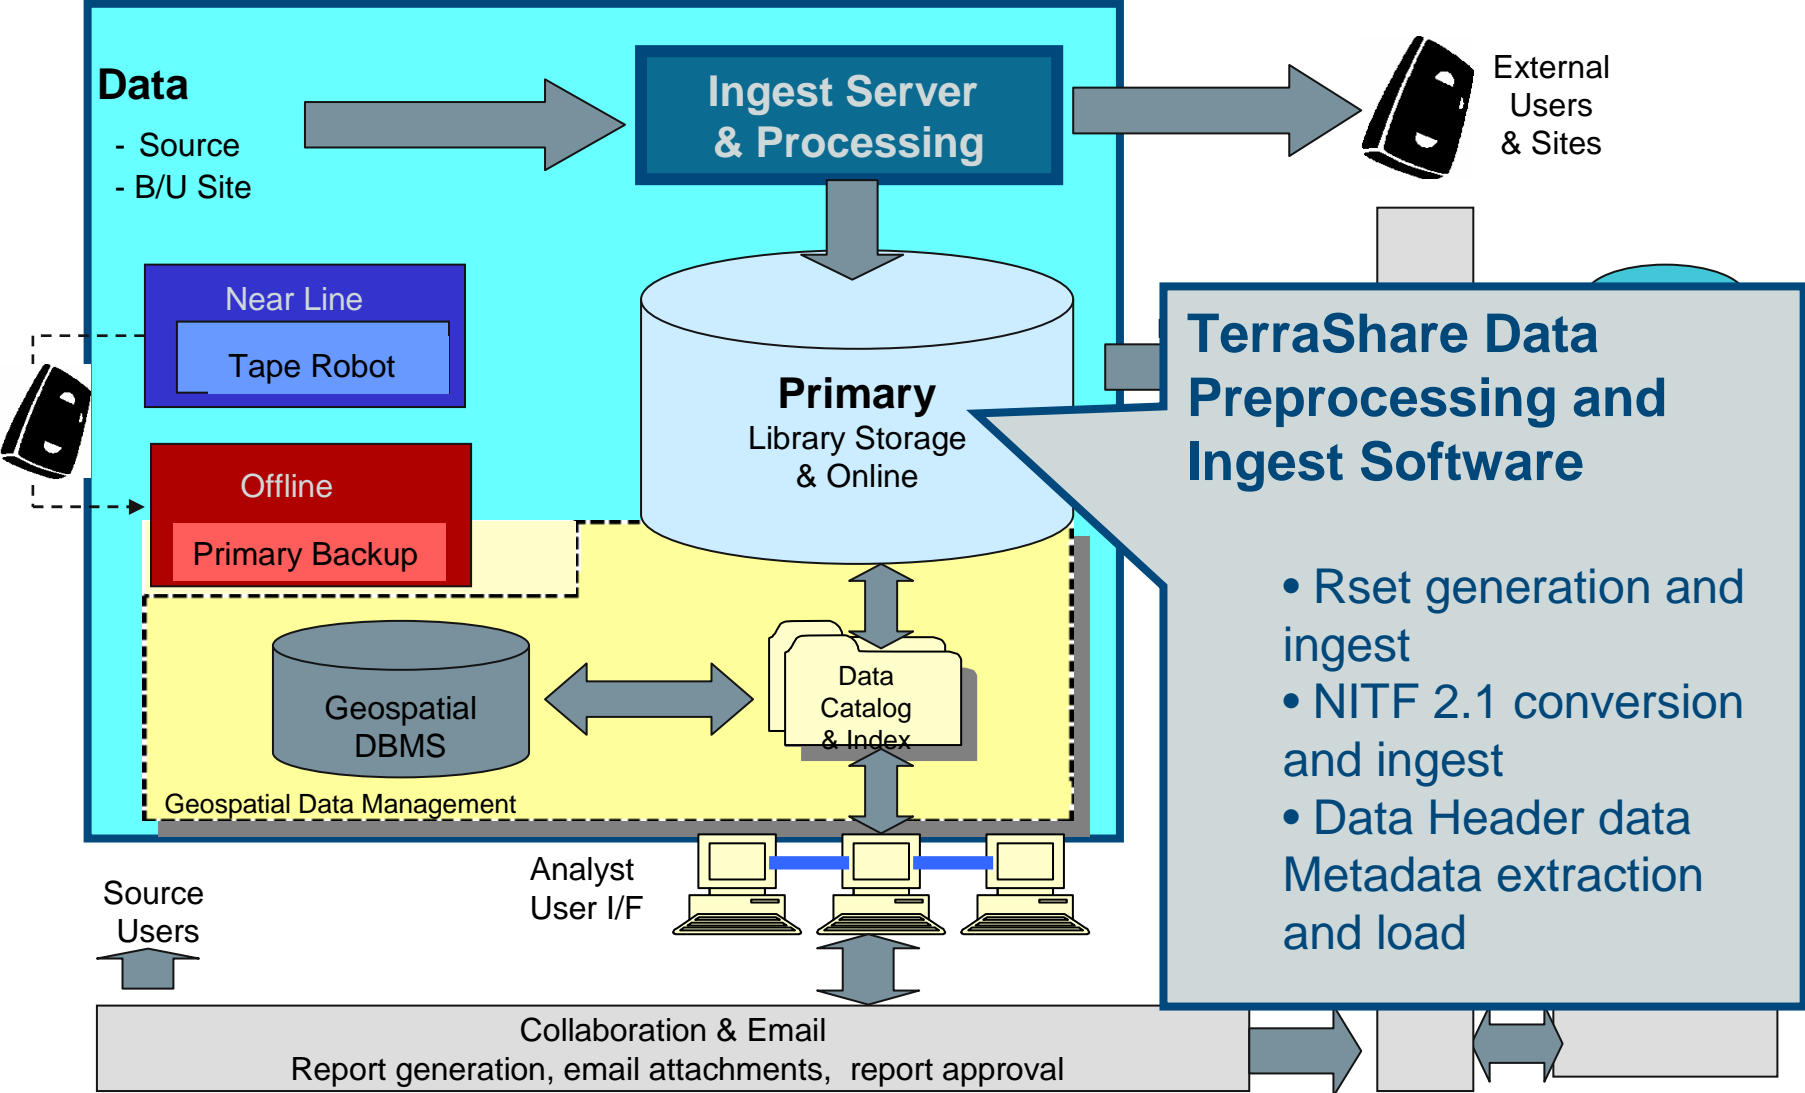 Data
- Source
- B/U Site
Ingest Server
& Processing
External
Users
& Sites
Near Line
Tape Robot
Offline
Primary Backup
Primary
Library Storage
& Online
TerraShare Data
Preprocessing and
Ingest Software
• Rset generation and
ingest
• NITF 2.1 conversion
and ingest
• Data Header data
Metadata extraction
and load
Geospatial
DBMS
Data
Catalog
& Index
Geospatial Data Management
Analyst
User I/F
Source
Users
Collaboration & Email
Report generation, email attachments,  report approval